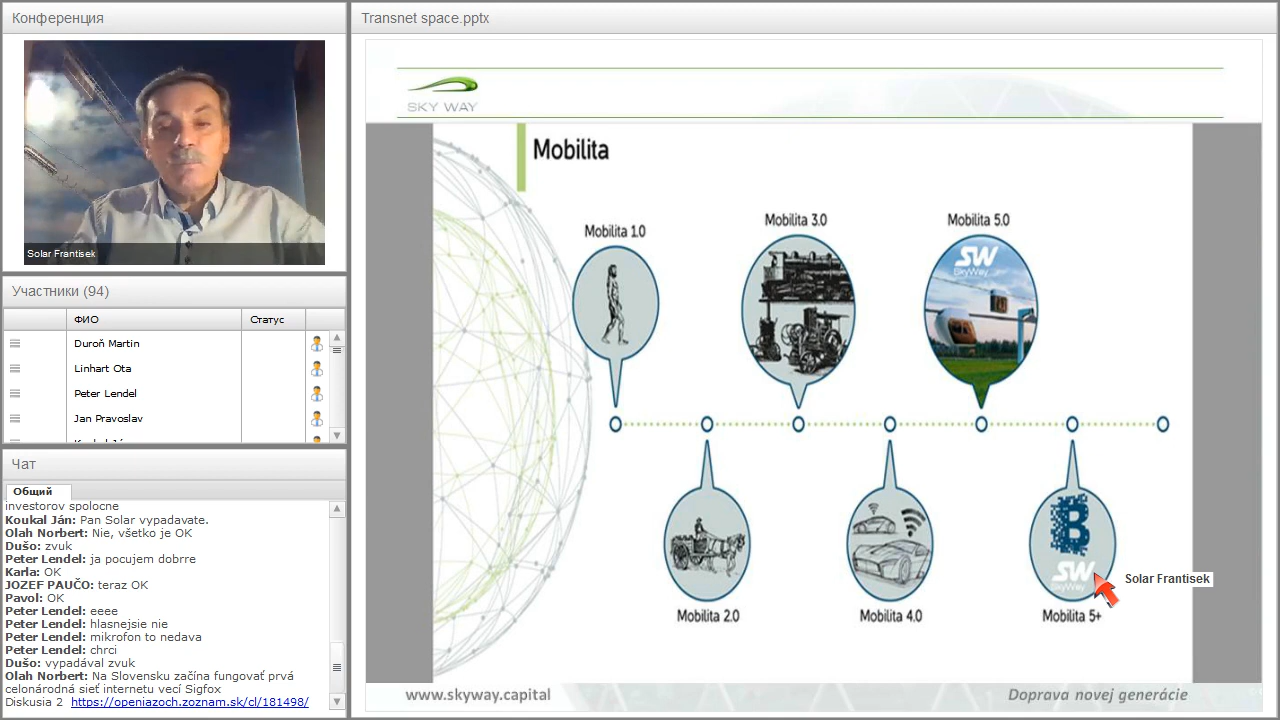 Конференция
Solar Frantisek
Участники (94)
ФИО
Статус
Duroň Martin
Linhart Ota
Peter Lendel
Jan Pravoslav
Чат
Общий
investorov spolocne
Koukal Ján: Pan Solar vypadavate.
Olah Norbert: Nie, všetko je OK
Dušo: zvuk
Peter Lendel: ja pocujem dobrre
Karla: OK
JOZEF PAUČO: teraz OK
Pavol: OK
Peter Lendel: eeee
Peter Lendel: hlasnejsie nie
Peter Lendel: mikrofon to nedava
Peter Lendel: chrci
Dušo: vypadával zvuk
Olah Norbert: Na Slovensku začína fungovať prvá
celonárodná sieť internetu vecí Sigfox
Diskusia 2 https://openiazoch.zoznam.sk/cl/181498/
Transnet space.pptx
SKY WAY
Mobilita
Mobilita 1.0
Mobilita 3.0
Mobilita 5.0
SW
SkyWay
B
SW
SkyWay
Solar Frantisek
Mobilita 2.0
Mobilita 4.0
Mobilita 5+
www.skyway.capital
Doprava novej generácie